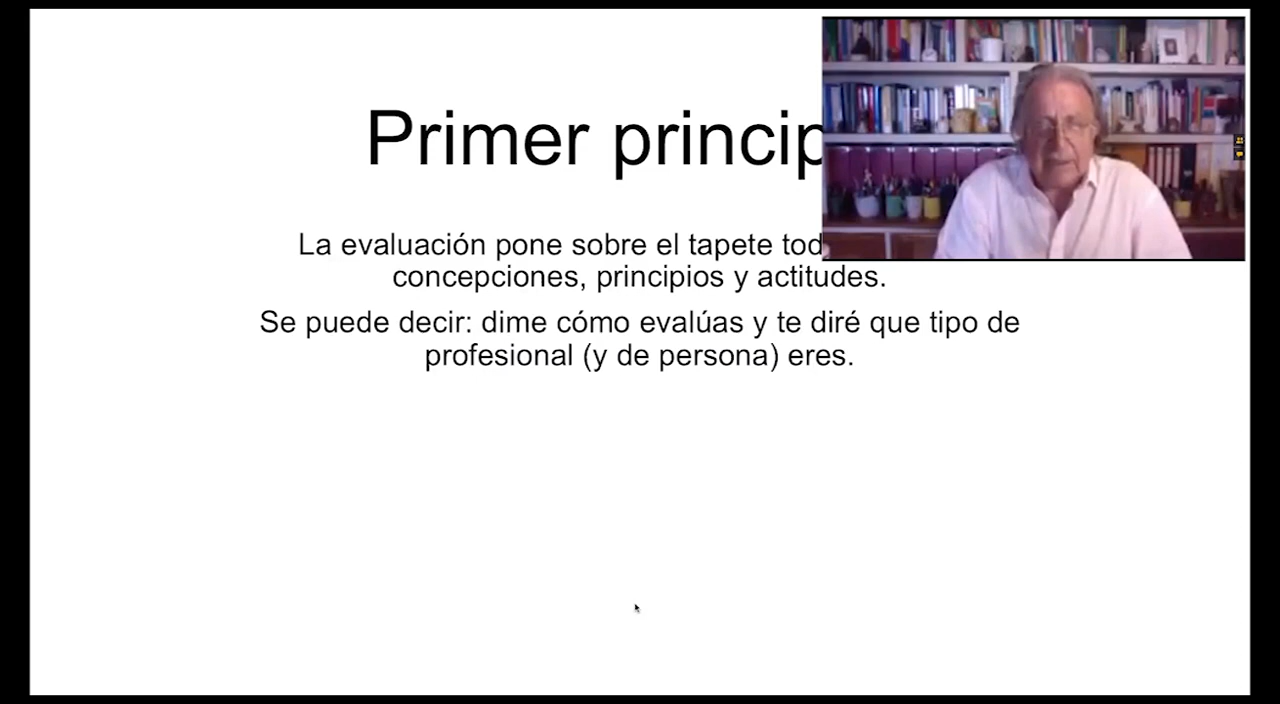 Primer princip
La evaluación pone sobre el tapete tod
concepciones, principios y actitudes.
Se puede decir: dime cómo evalúas y te diré que tipo de
profesional (y de persona) eres.